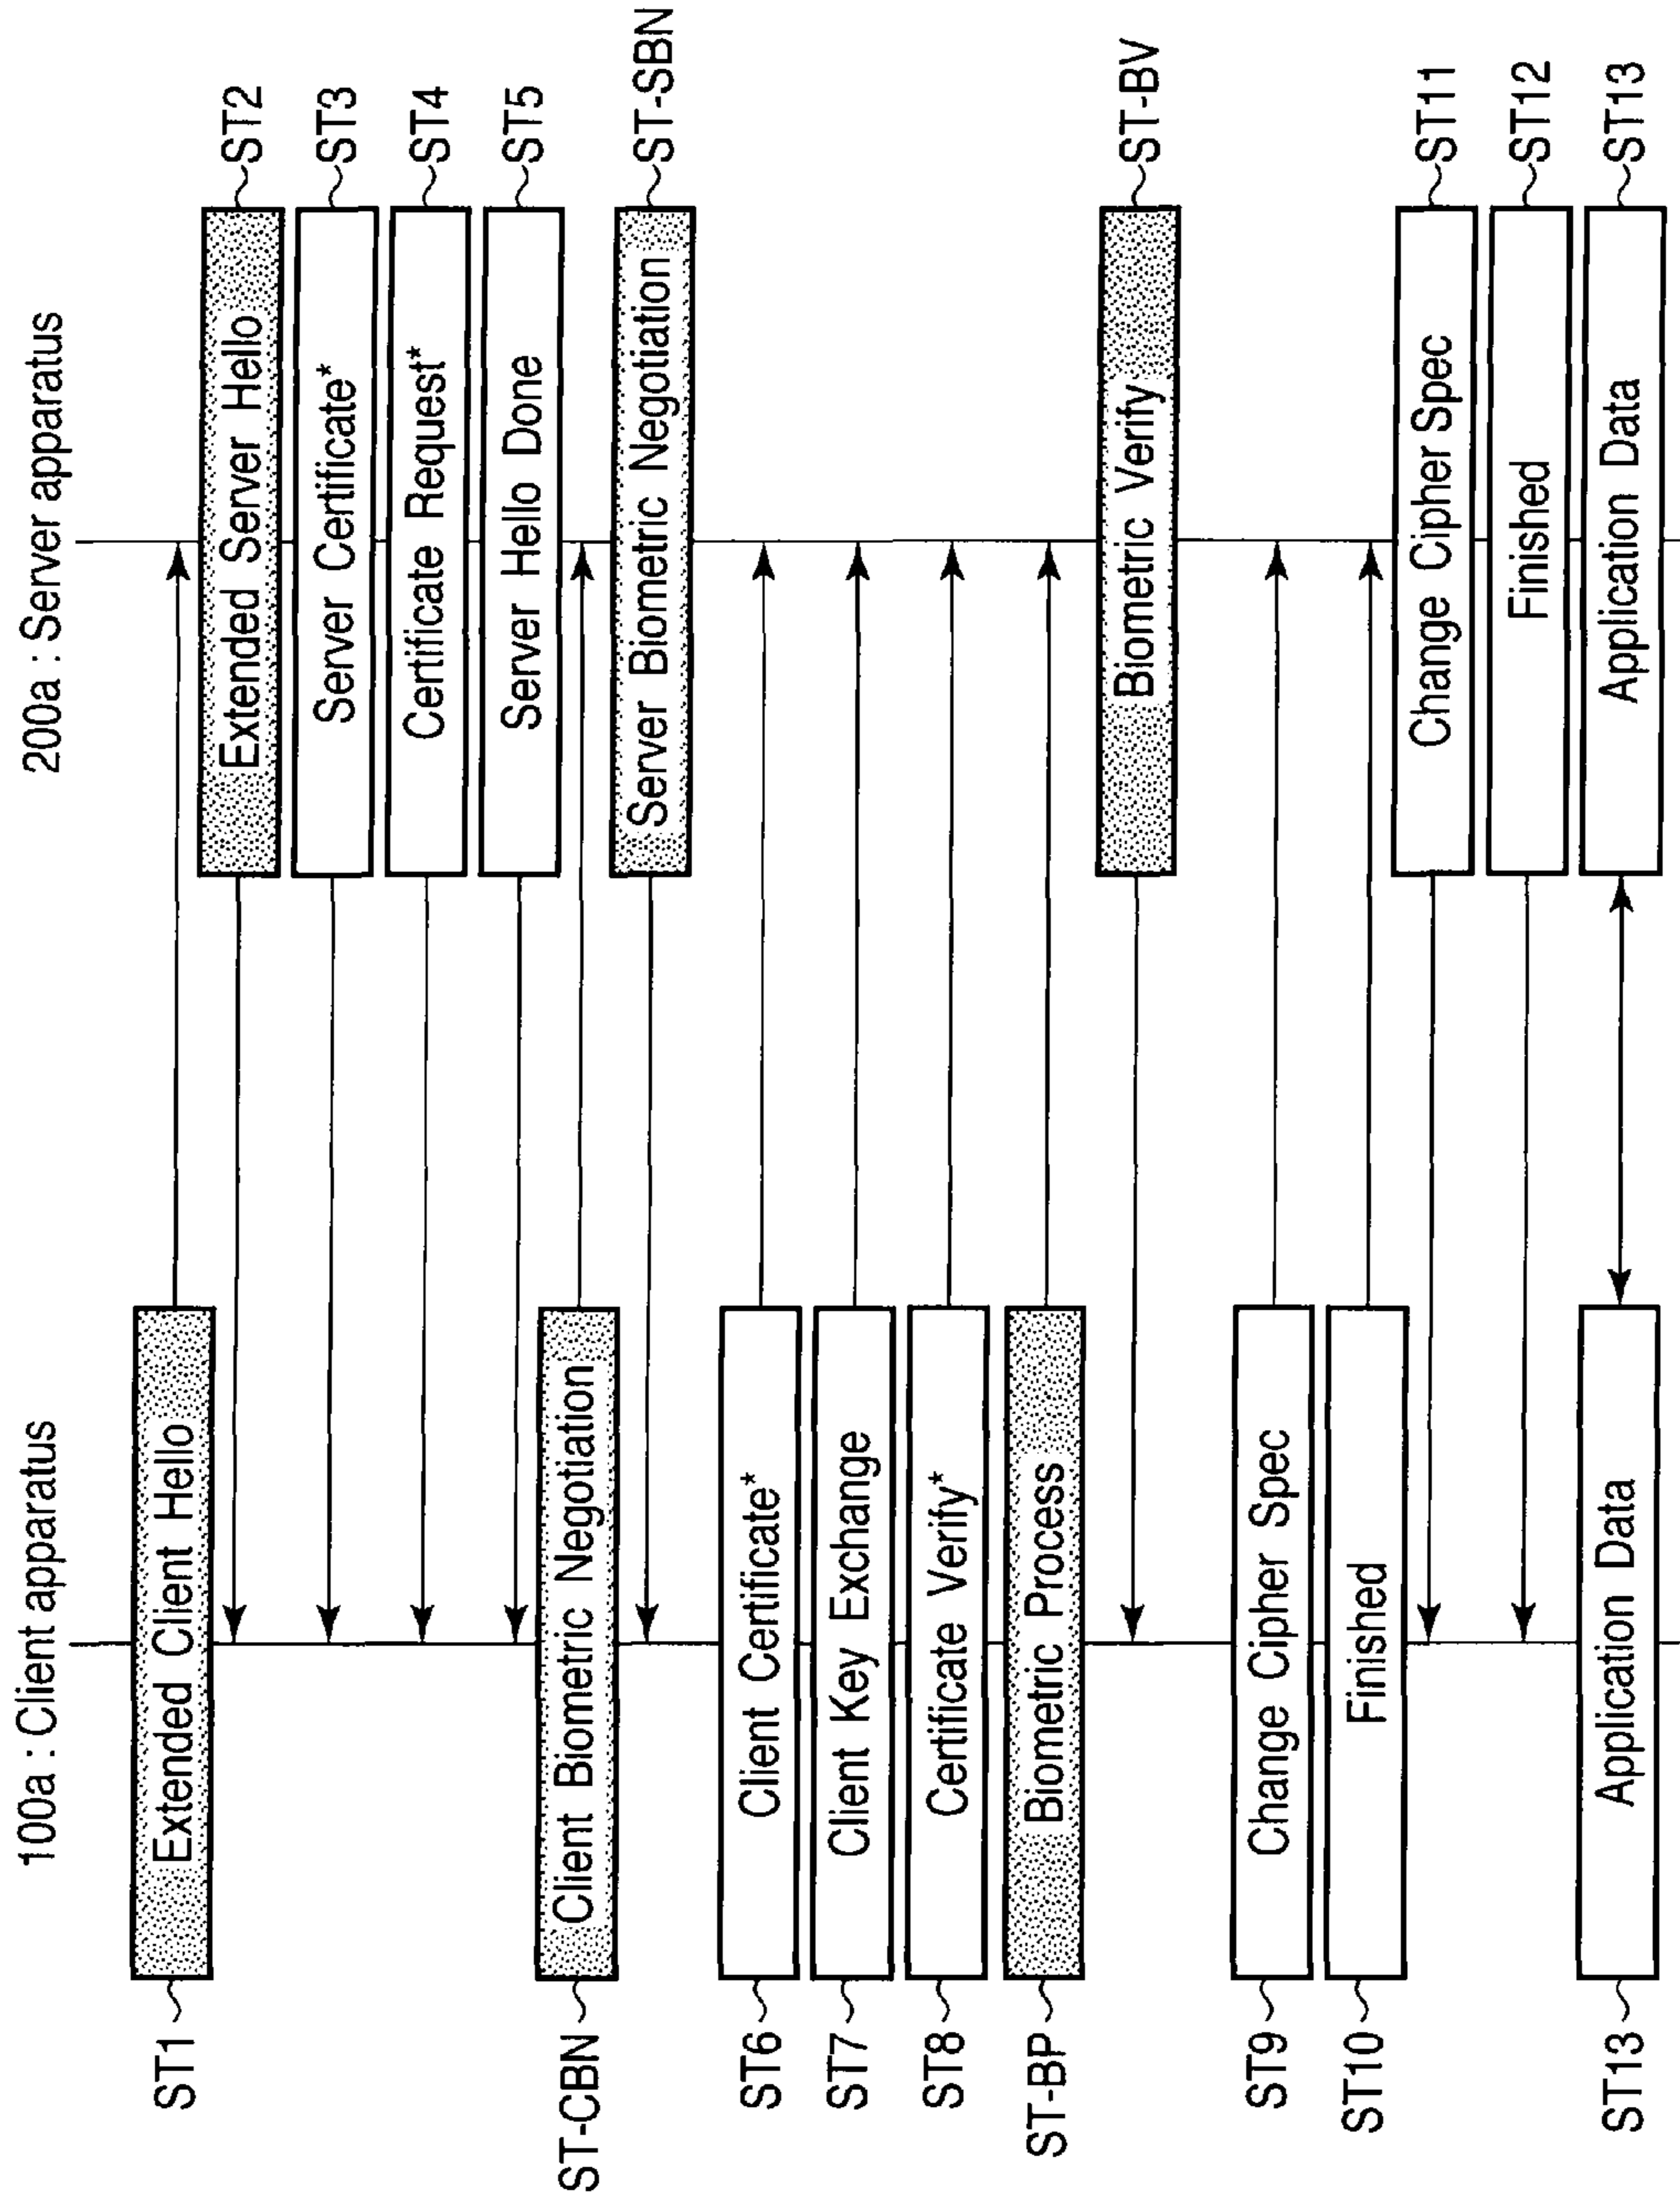 100a : Client apparatus
200a : Server apparatus
ST1
Extended Client Hello
Extended Server Hello
ST2
Server Certificate*
ST3
Certificate Request*
ST4
Server Hello Done
ST5
ST-CBN
Client Biometric Negotiation
Server Biometric Negotiation
ST-SBN
ST6
Client Certificate*
ST7
Client Key Exchange
ST8
Certificate Verify*
ST-BP
Biometric Process
Biometric Verify
ST-BV
ST9
Change Cipher Spec
ST10
Finished
Change Cipher Spec
ST11
Finished
ST12
ST13
Application Data
Application Data
ST13